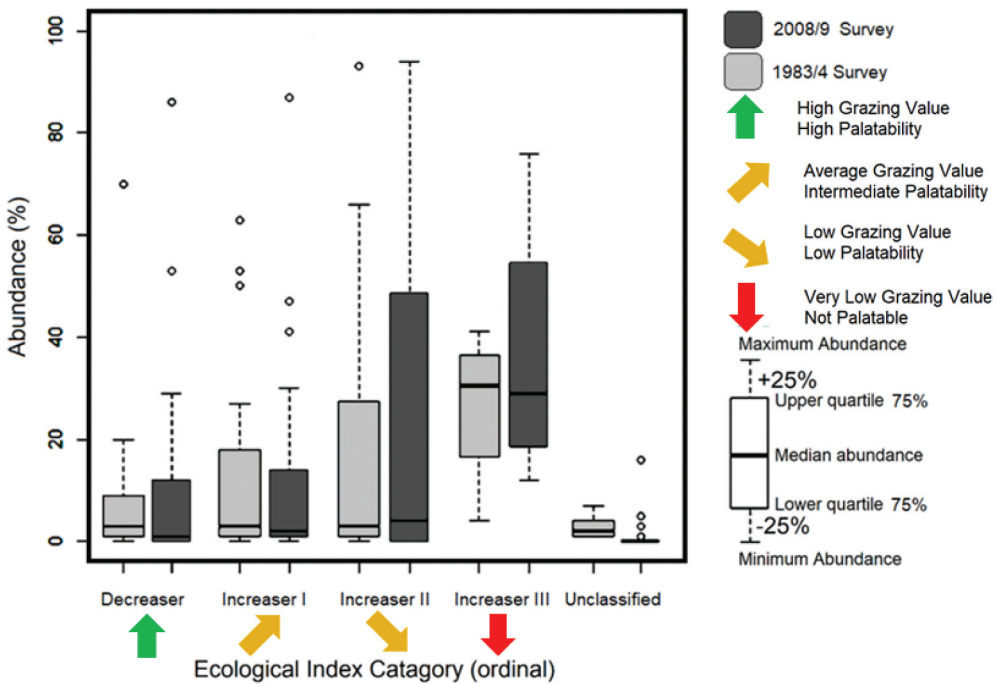 100
80
60
40
20
0
Abundance (%)
Decreaser
Increaser I
Increaser II
Increaser III
Unclassified
Ecological Index Catagory (ordinal)
2008/9 Survey
1983/4 Survey
High Grazing Value
High Palatability
Average Grazing Value
Intermediate Palatability
Low Grazing Value
Low Palatability
Very Low Grazing Value
Not Palatable
Maximum Abundance
+25%
Upper quartile 75%
Median abundance
Lower quartile 75%
-25%
Minimum Abundance